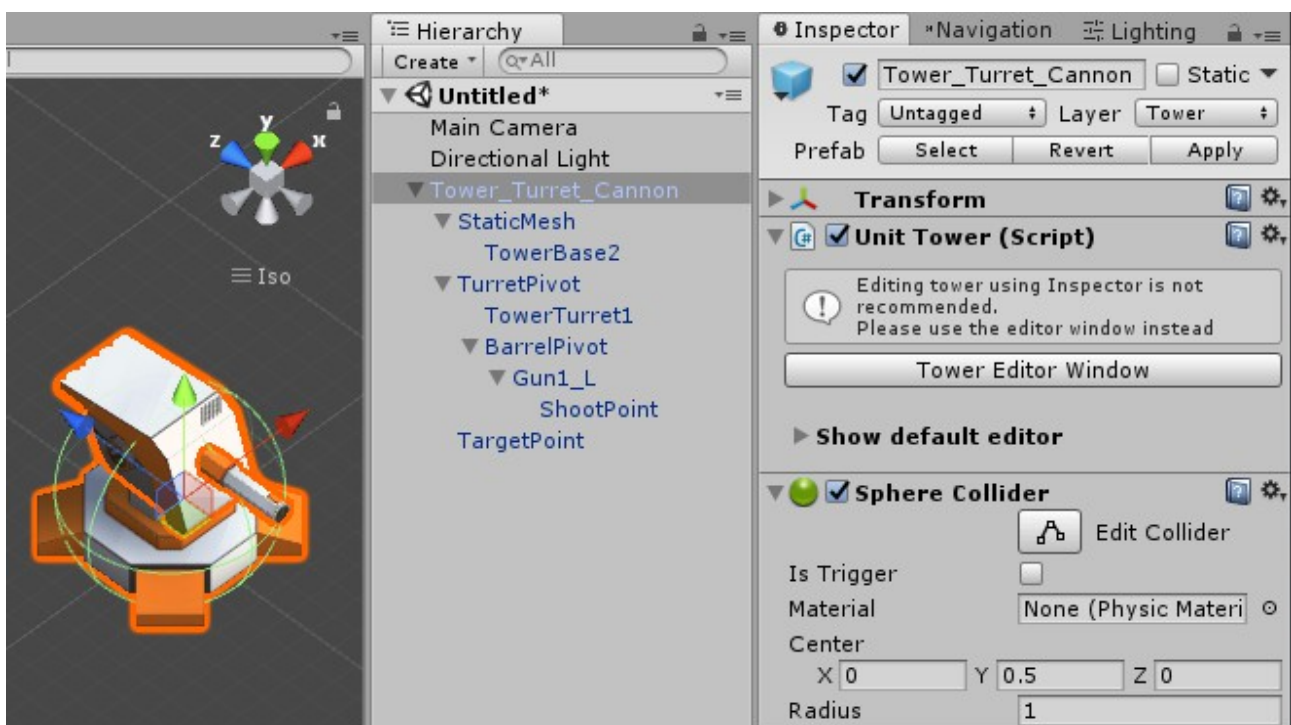 Hierarchy
Create All
Untitled*
Main Camera
Directional Light
Tower_Turret_Cannon
StaticMesh
TowerBase2
TurretPivot
TowerTurret1
BarrelPivot
Gun1_L
ShootPoint
TargetPoint
y
z x
Iso
Inspector Navigation Lighting
Tower_Turret_Cannon Static
Tag Untagged Layer Tower
Prefab Select Revert Apply
Transform
C# Unit Tower (Script)
Editing tower using Inspector is not
recommended.
Please use the editor window instead
Tower Editor Window
Show default editor
Sphere Collider
Edit Collider
Is Trigger
Material None (Physic Materi
Center
X 0 Y 0.5 Z 0
Radius 1